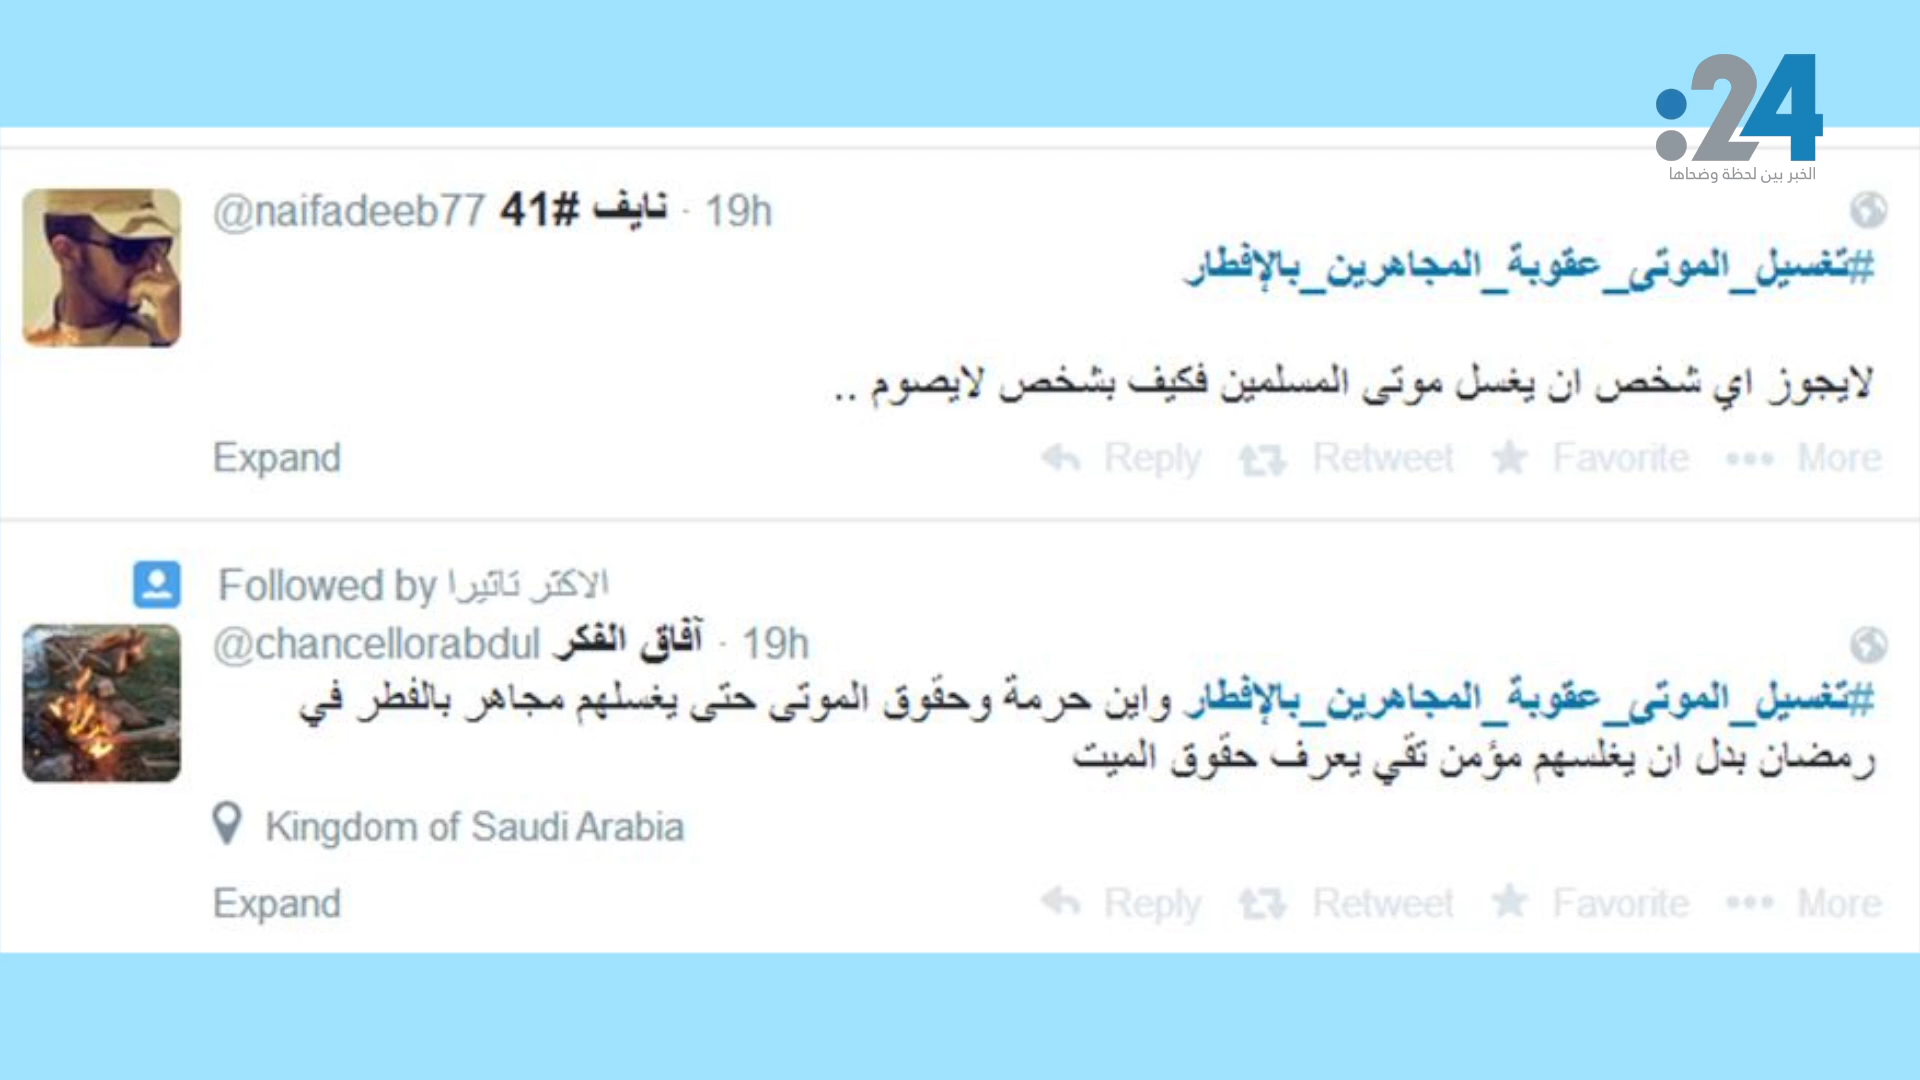 :24
الخبر بين لحظة وضحاها
@naifadeeb77 نايف #41 · 19h
#تغسيل_الموتى_عقوبة_المجاهرين_بالإفطار
لايجوز اي شخص ان يغسل موتى المسلمين فكيف بشخص لايصوم ..
Expand Reply Retweet Favorite More
Followed by الاكثر تاثيرا
@chancellorabdul آفاق الفكر · 19h
#تغسيل_الموتى_عقوبة_المجاهرين_بالإفطار واين حرمة وحقوق الموتى حتى يغسلهم مجاهر بالفطر في
رمضان بدل ان يغلسهم مؤمن تقي يعرف حقوق الميت
Kingdom of Saudi Arabia
Expand Reply Retweet Favorite More